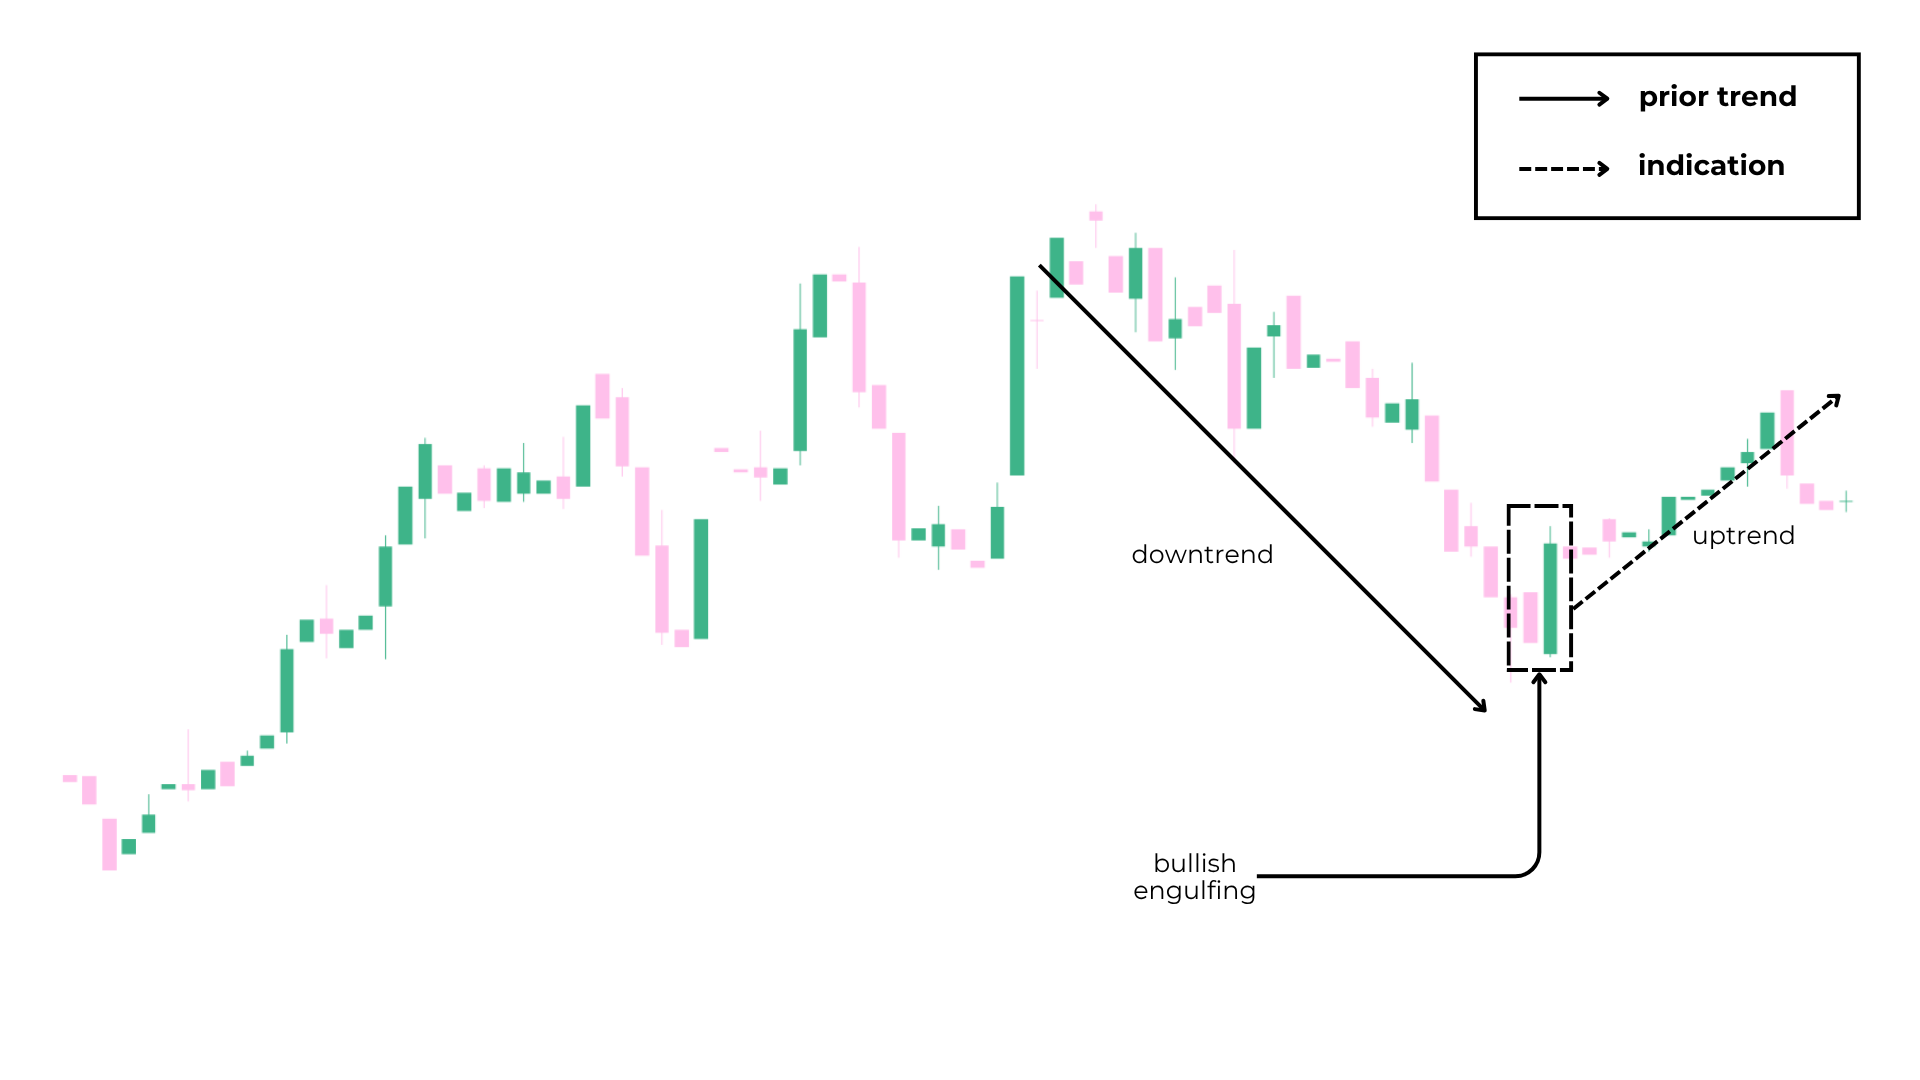 prior trend
indication
downtrend
uptrend
bullish
engulfing